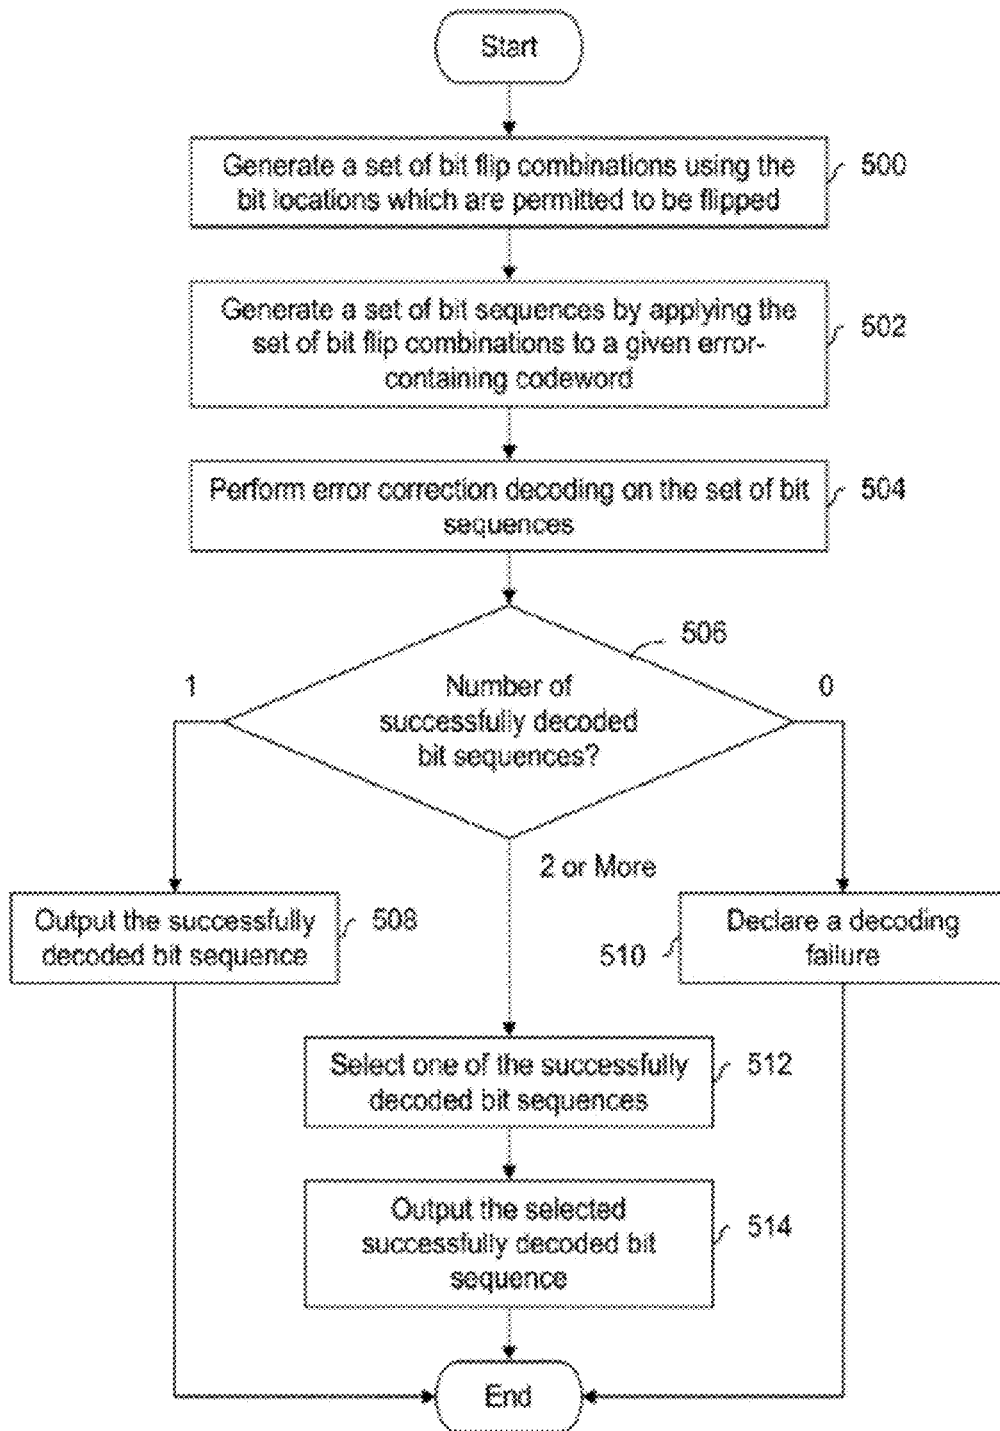 Start
Generate a set of bit flip combinations using the
bit locations which are permitted to be flipped
500
Generate a set of bit sequences by applying the
set of bit flip combinations to a given error-
containing codeword
502
Perform error correction decoding on the set of bit
sequences
504
506
1
Number of
successfully decoded
bit sequences?
0
2 or More
Output the successfully
decoded bit sequence
508
510
Declare a decoding
failure
Select one of the successfully
decoded bit sequences
512
Output the selected
successfully decoded bit
sequence
514
End